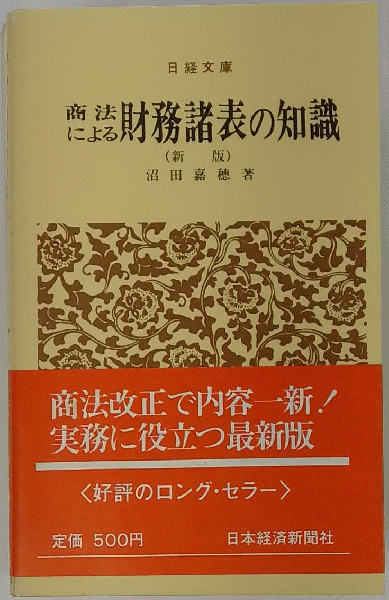 日経文庫
商法による財務諸表の知識
(新版)
沼田嘉穂著
商法改正で内容一新!
実務に役立つ最新版
〈好評のロング・セラー〉
定価 500円 日本経済新聞社